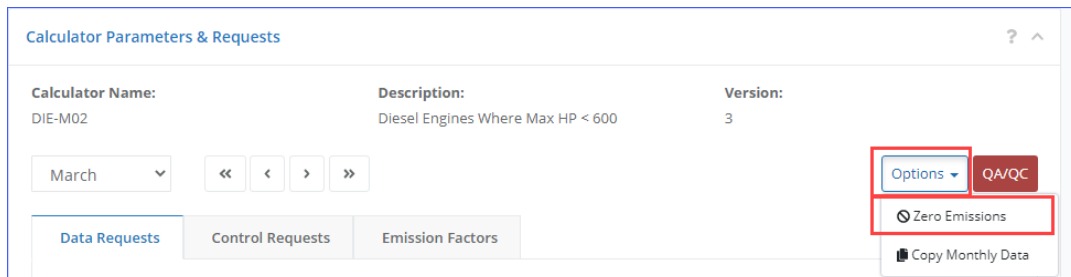 Calculator Parameters & Requests ?
Calculator Name: Description: Version:
DIE-M02 Diesel Engines Where Max HP < 600 3
March « ‹ › » Options QA/QC
Zero Emissions
Data Requests Control Requests Emission Factors
Copy Monthly Data